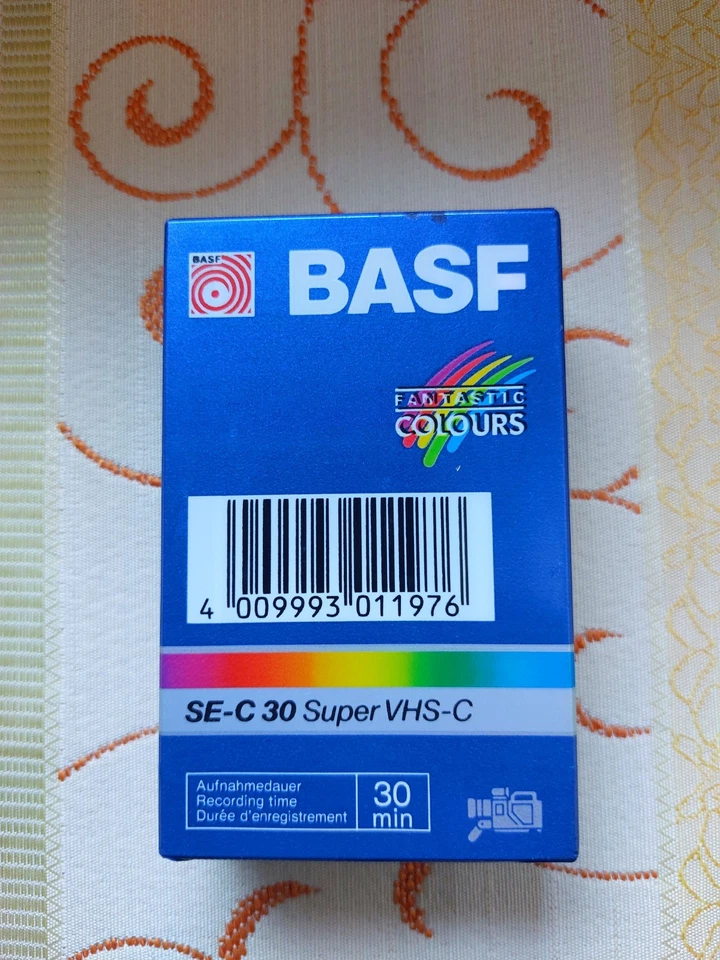 BASF
BASF
FANTASTIC
COLOURS
4 009993 011976
SE-C 30 Super VHS-C
Aufnahmedauer
Recording time
Durée d'enregistrement
30
min